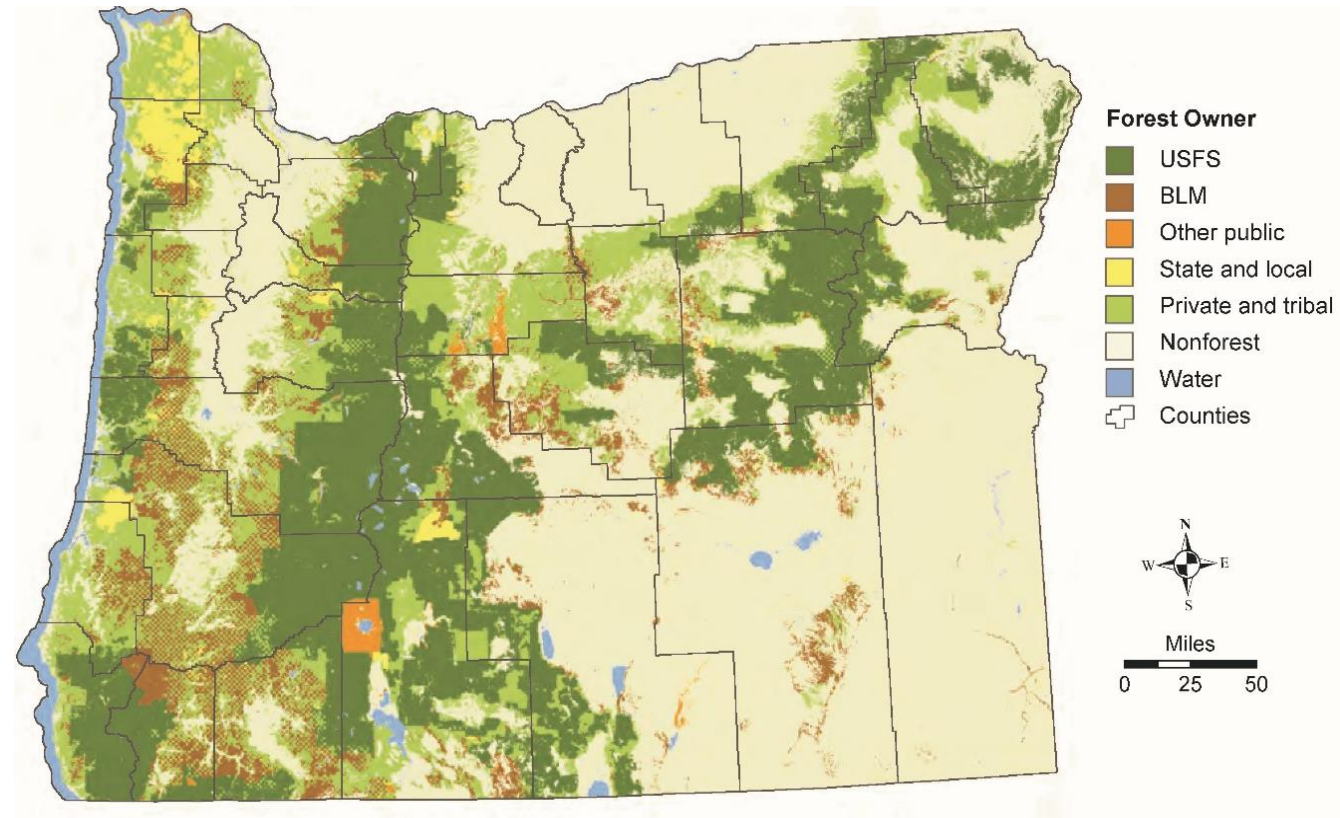 Forest Owner
USFS
BLM
Other public
State and local
Private and tribal
Nonforest
Water
Counties
N
W E
S
Miles
0 25 50